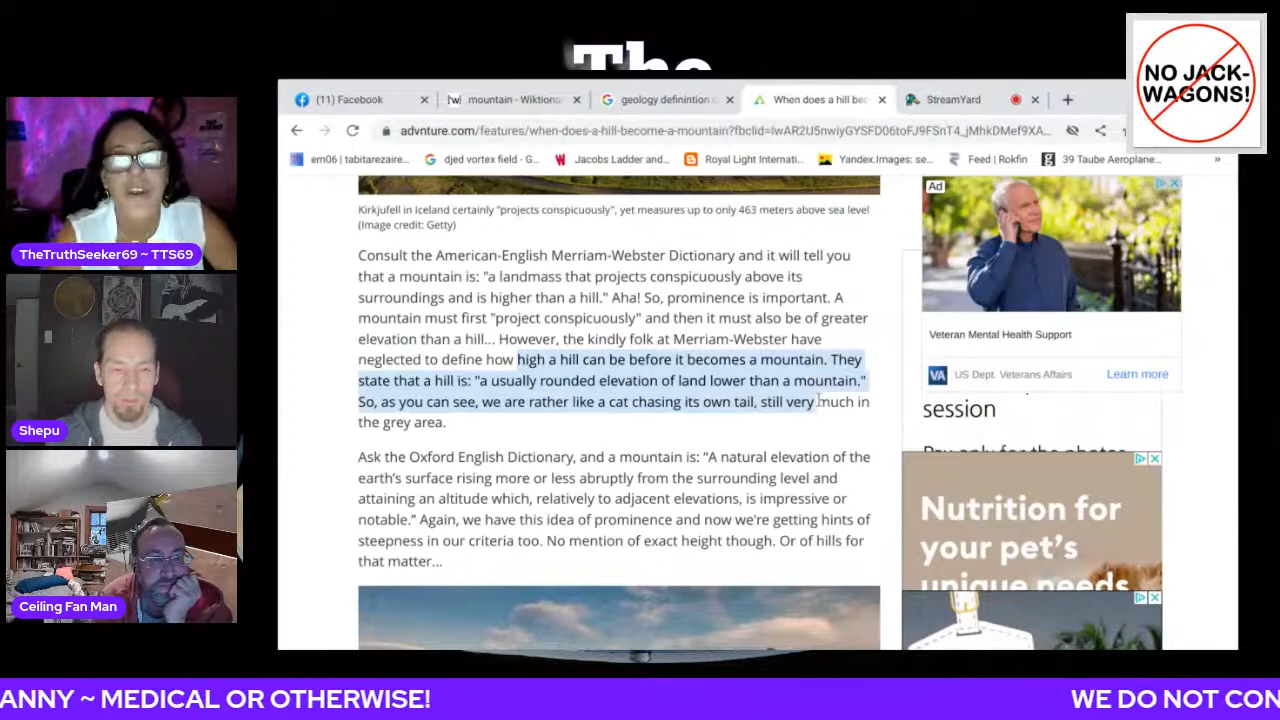 The
NO JACK-
WAGONS!
(11) Facebook
mountain - Wiktiona
geology definintion
When does a hill bec
StreamYard
advnture.com/features/when-does-a-hill-become-a-mountain?fbclid=IwAR2U5nwiyGYSFD06toFJ9FSnT4_jMhkDMef9XA...
em06 | tabitarezaire...
djed vortex field - G...
Jacobs Ladder and...
Royal Light Internati...
Yandex.Images: se...
Feed | Rokfin
39 Taube Aeroplane...
»
Kirkjufell in Iceland certainly "projects conspicuously", yet measures up to only 463 meters above sea level
(Image credit: Getty)
Consult the American-English Merriam-Webster Dictionary and it will tell you
that a mountain is: "a landmass that projects conspicuously above its
surroundings and is higher than a hill." Aha! So, prominence is important. A
mountain must first "project conspicuously" and then it must also be of greater
elevation than a hill... However, the kindly folk at Merriam-Webster have
neglected to define how high a hill can be before it becomes a mountain. They
state that a hill is: "a usually rounded elevation of land lower than a mountain."
So, as you can see, we are rather like a cat chasing its own tail, still very much in
the grey area.
Ask the Oxford English Dictionary, and a mountain is: “A natural elevation of the
earth’s surface rising more or less abruptly from the surrounding level and
attaining an altitude which, relatively to adjacent elevations, is impressive or
notable.” Again, we have this idea of prominence and now we're getting hints of
steepness in our criteria too. No mention of exact height though. Or of hills for
that matter...
Ad
Veteran Mental Health Support
VA
US Dept. Veterans Affairs
Learn more
session
Pay only for the photos
Nutrition for
your pet’s
unique needs
TheTruthSeeker69 ~ TTS69
Shepu
Ceiling Fan Man
ANNY ~ MEDICAL OR OTHERWISE!
WE DO NOT CON